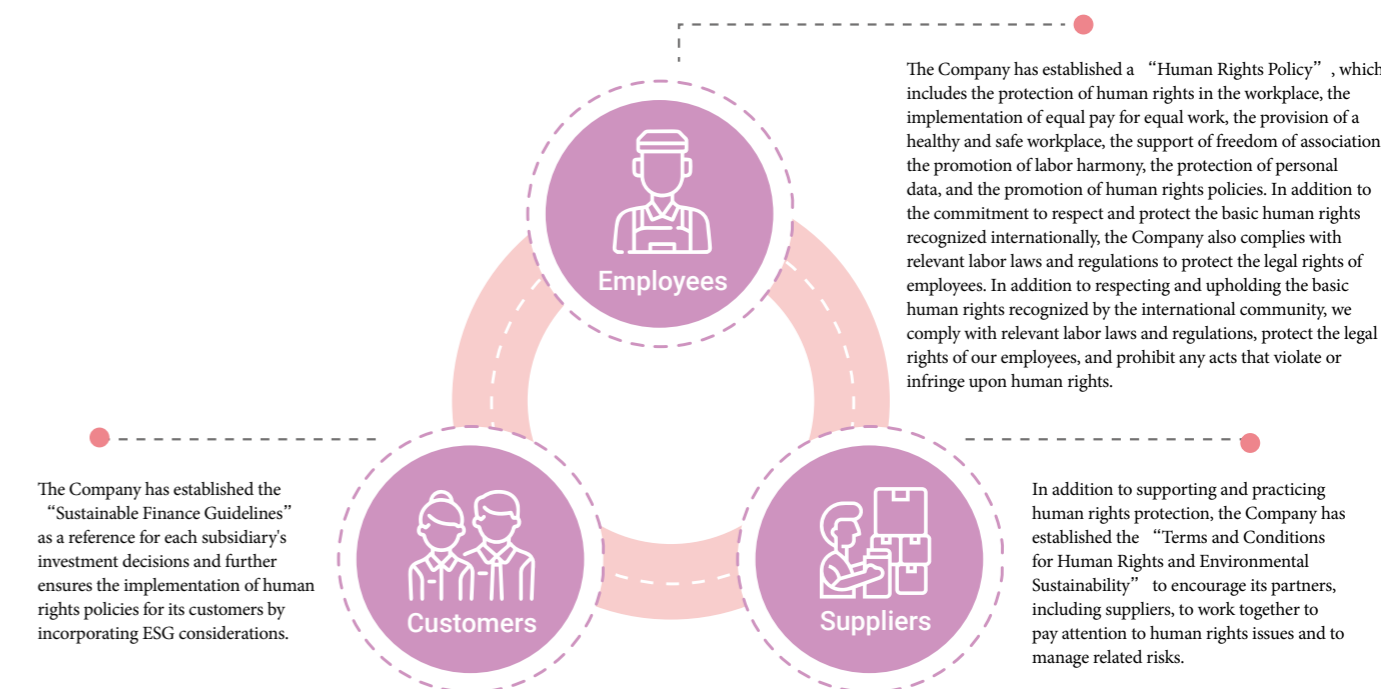 The Company has established a “Human Rights Policy” , which
includes the protection of human rights in the workplace, the
implementation of equal pay for equal work, the provision of a
healthy and safe workplace, the support of freedom of association
the promotion of labor harmony, the protection of personal
data, and the promotion of human rights policies. In addition to
the commitment to respect and protect the basic human rights
recognized internationally, the Company also complies with
relevant labor laws and regulations to protect the legal rights of
employees. In addition to respecting and upholding the basic
human rights recognized by the international community, we
comply with relevant labor laws and regulations, protect the legal
rights of our employees, and prohibit any acts that violate or
infringe upon human rights.
Employees
The Company has established the
“Sustainable Finance Guidelines”
as a reference for each subsidiary's
investment decisions and further
ensures the implementation of human
rights policies for its customers by
incorporating ESG considerations.
Customers
Suppliers
In addition to supporting and practicing
human rights protection, the Company has
established the “Terms and Conditions
for Human Rights and Environmental
Sustainability” to encourage its partners,
including suppliers, to work together to
pay attention to human rights issues and to
manage related risks.